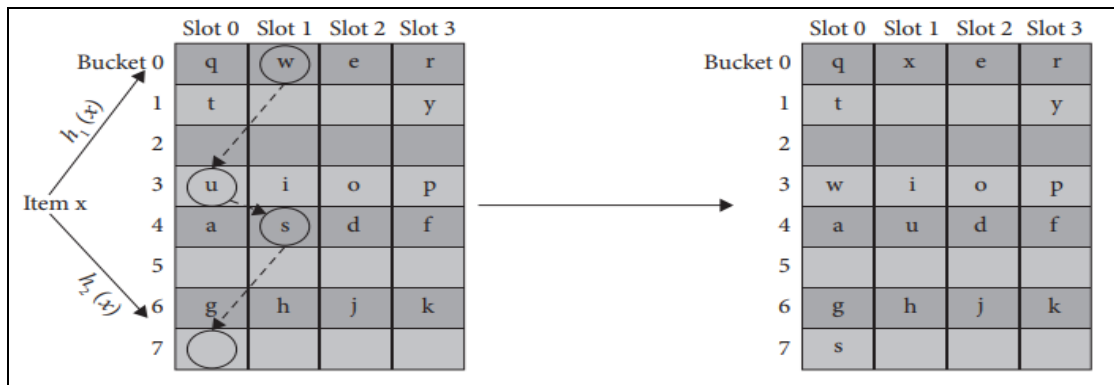 Slot 0 Slot 1 Slot 2 Slot 3 Slot 0 Slot 1 Slot 2 Slot 3
Bucket 0 q w e r Bucket 0 q x e r
1 t y 1 t y
h1(x)
2 2
3 u i o p 3 w i o p
Item x
4 a s d f 4 a u d f
5 5
h2(x)
6 g h j k 6 g h j k
7 7 s